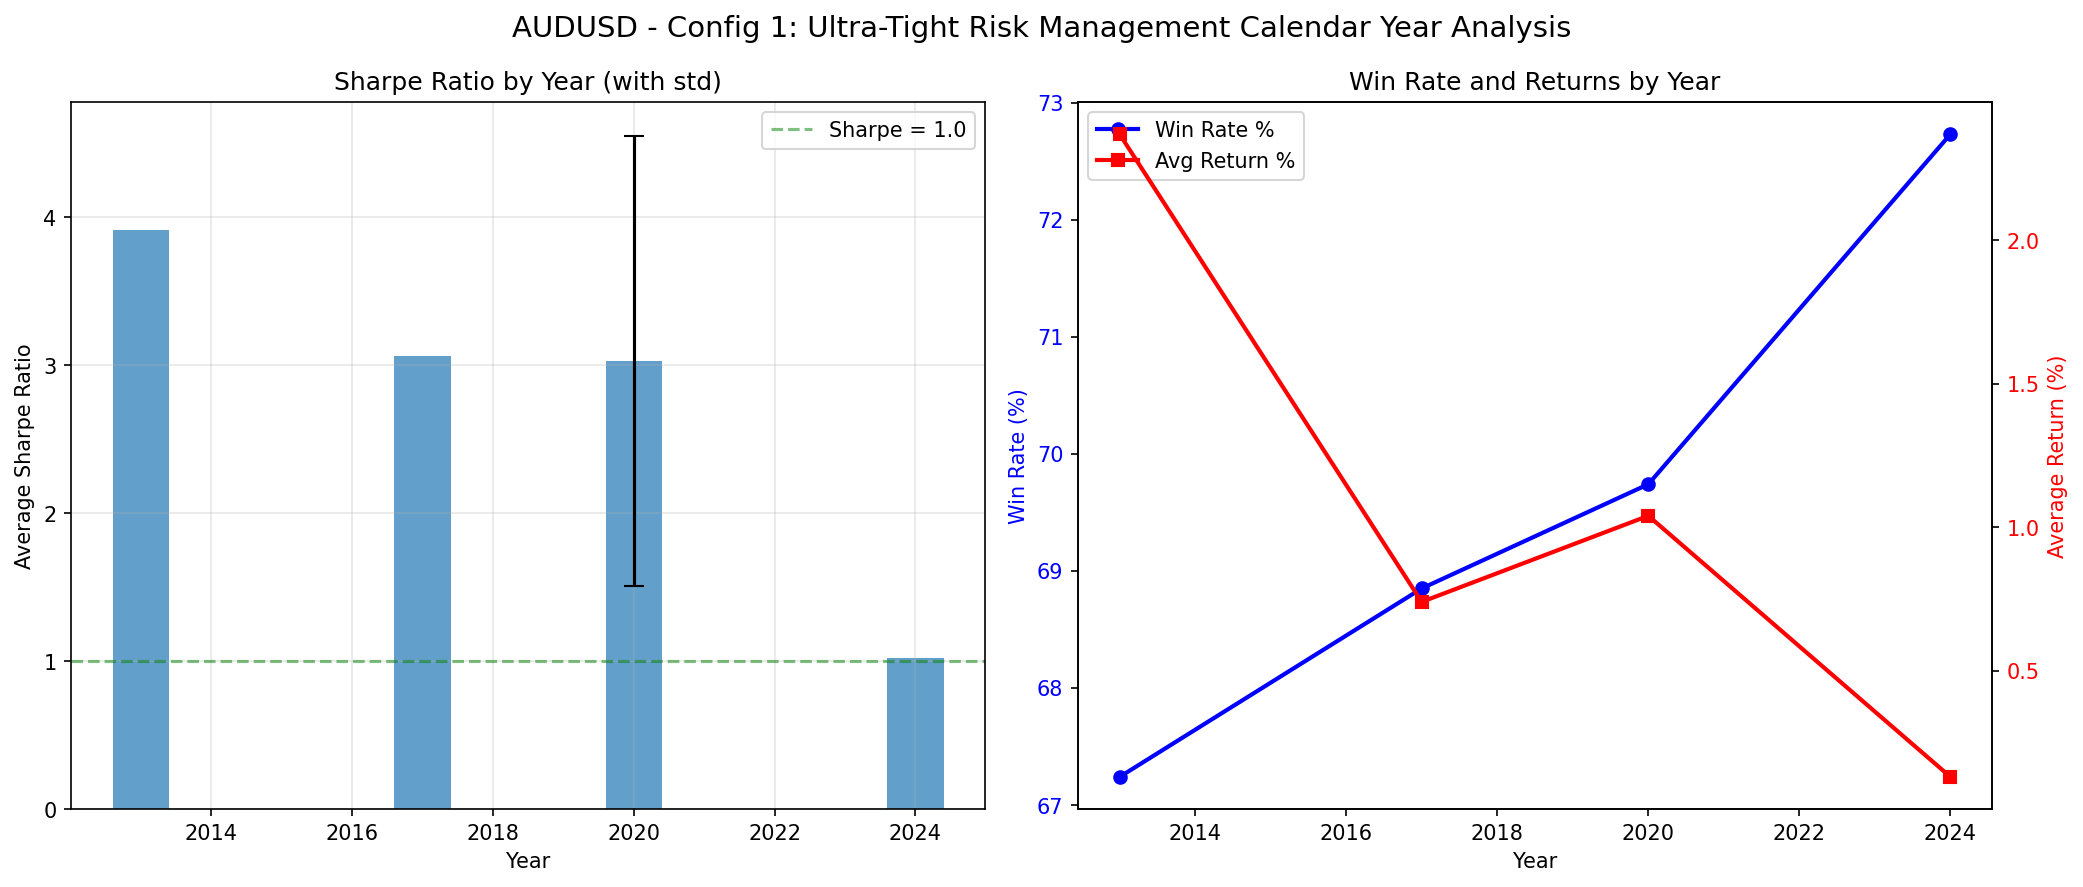 AUDUSD - Config 1: Ultra-Tight Risk Management Calendar Year Analysis
Sharpe Ratio by Year (with std)
Sharpe = 1.0
Average Sharpe Ratio
4
3
2
1
0
2014 2016 2018 2020 2022 2024
Year
Win Rate and Returns by Year
Win Rate %
Avg Return %
Win Rate (%)
73
72
71
70
69
68
67
2.0
1.5
1.0
0.5
Average Return (%)
2014 2016 2018 2020 2022 2024
Year